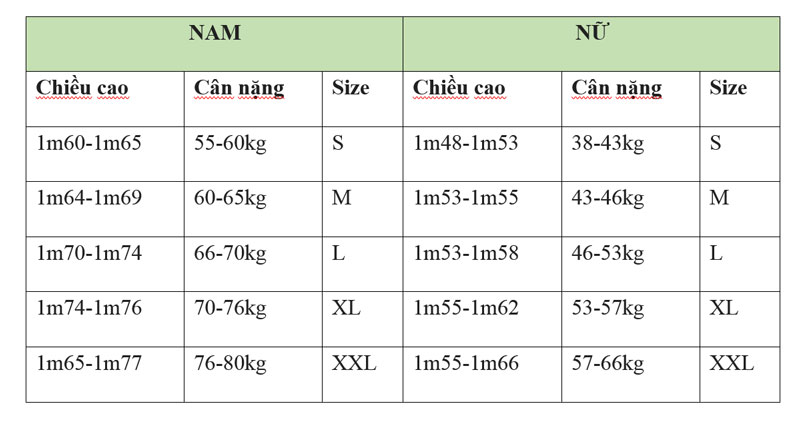 NAM NỮ
Chiều cao Cân nặng Size Chiều cao Cân nặng Size
1m60-1m65 55-60kg S 1m48-1m53 38-43kg S
1m64-1m69 60-65kg M 1m53-1m55 43-46kg M
1m70-1m74 66-70kg L 1m53-1m58 46-53kg L
1m74-1m76 70-76kg XL 1m55-1m62 53-57kg XL
1m65-1m77 76-80kg XXL 1m55-1m66 57-66kg XXL